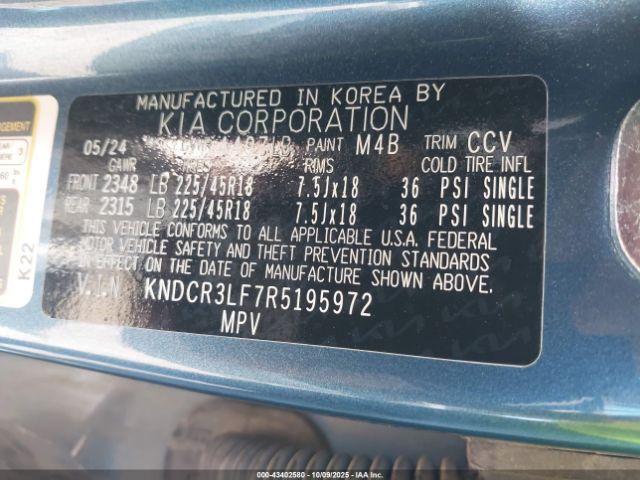 MANUFACTURED IN KOREA BY
KIA CORPORATION
05/24 PAINT M4B TRIM CCV
GAWR TIRES RIMS COLD TIRE INFL
FRONT 2348 LB 225/45R18 7.5Jx18 36 PSI SINGLE
REAR 2315 LB 225/45R18 7.5Jx18 36 PSI SINGLE
THIS VEHICLE CONFORMS TO ALL APPLICABLE U.S.A. FEDERAL
MOTOR VEHICLE SAFETY AND THEFT PREVENTION STANDARDS
IN EFFECT ON THE DATE OF MANUFACTURE SHOWN ABOVE.
V.I.N KNDCR3LF7R5195972
MPV
K22
000-43402580 - 10/09/2025 - IAAI.COM